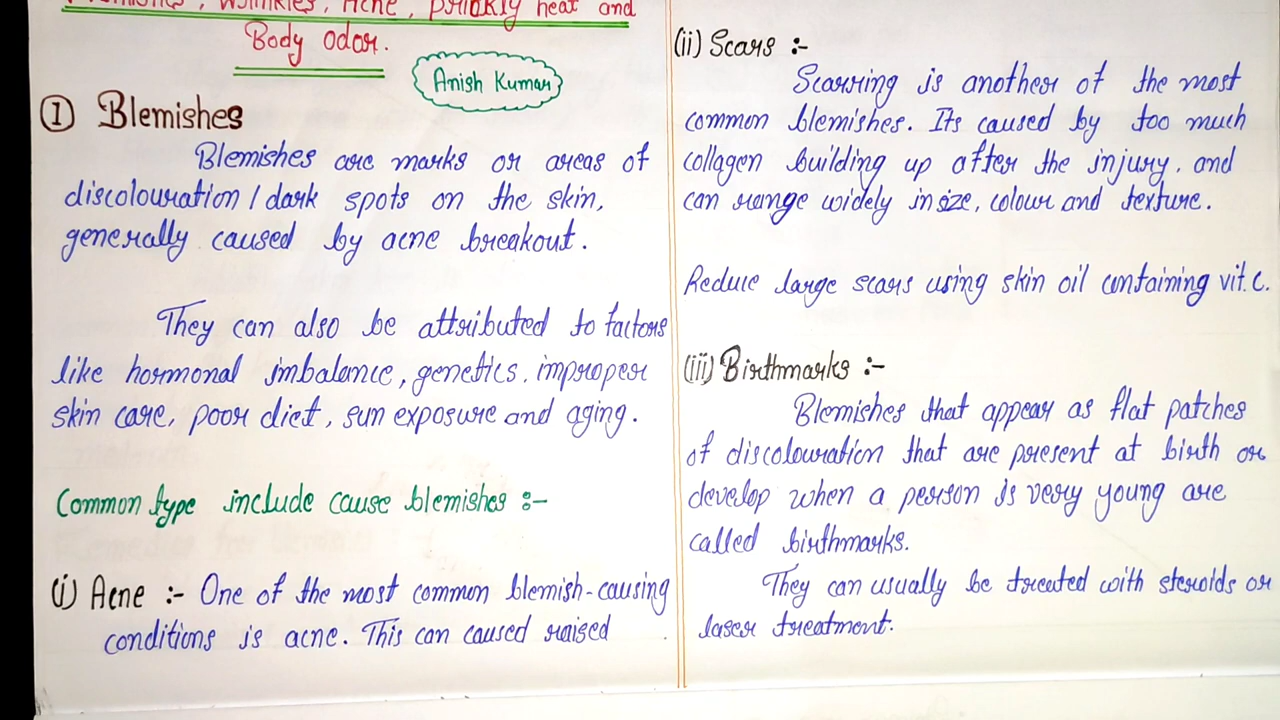 Blemishes, Wrinkles, Acne, prickly heat and
Body odor.
Anish Kumar
① Blemishes
Blemishes are marks or areas of
discolouration / dark spots on the skin,
generally caused by acne breakout.
They can also be attributed to factors
like hormonal imbalance, genetics, improper
skin care, poor diet, sun exposure and aging.
Common type include cause blemishes :-
(i) Acne :- One of the most common blemish-causing
conditions is acne. This can caused raised
(ii) Scars :-
Scarring is another of the most
common blemishes. Its caused by too much
collagen building up after the injury, and
can range widely in size, colour and texture.
Reduce large scars using skin oil containing vit. C.
(iii) Birthmarks :-
Blemishes that appear as flat patches
of discolouration that are present at birth or
develop when a person is very young are
called birthmarks.
They can usually be treated with steroids or
laser treatment.